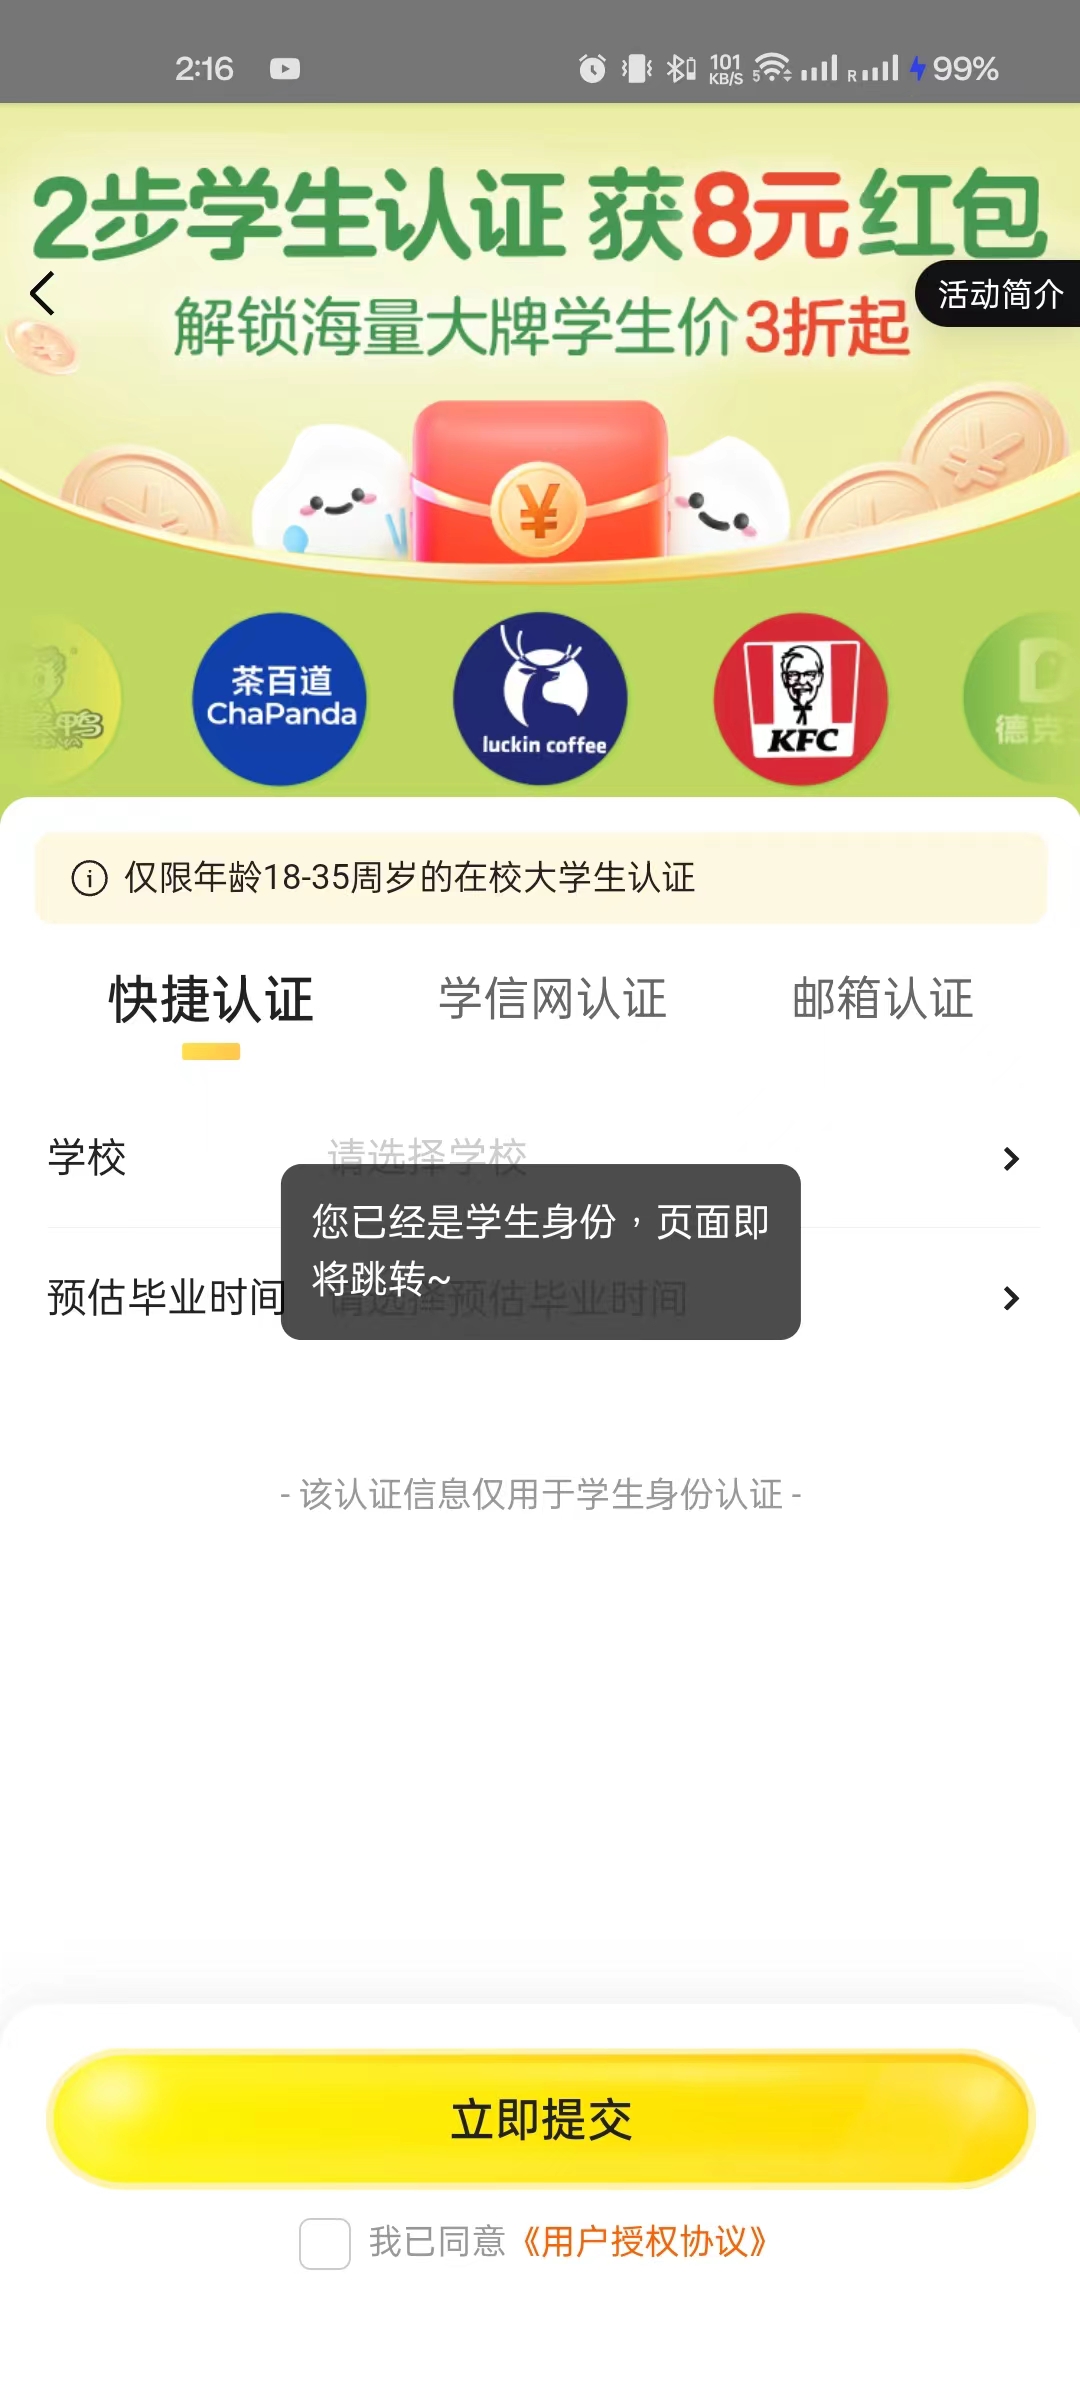 2:16
101 KB/S 5 R 99%
2步学生认证 获8元红包
活动简介
解锁海量大牌学生价3折起
茶百道
ChaPanda
luckin coffee
KFC
德克
仅限年龄18-35周岁的在校大学生认证
快捷认证 学信网认证 邮箱认证
学校 请选择学校
您已经是学生身份，页面即
将跳转~
预估毕业时间 请选择预估毕业时间
- 该认证信息仅用于学生身份认证 -
立即提交
我已同意《用户授权协议》